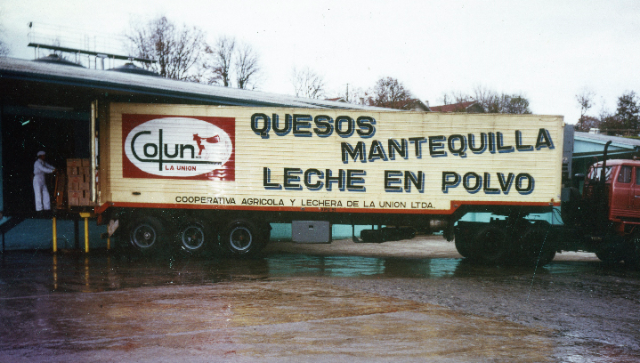 Colun
LA UNION
QUESOS
MANTEQUILLA
LECHE EN POLVO
COOPERATIVA AGRICOLA Y LECHERA DE LA UNION LTDA.